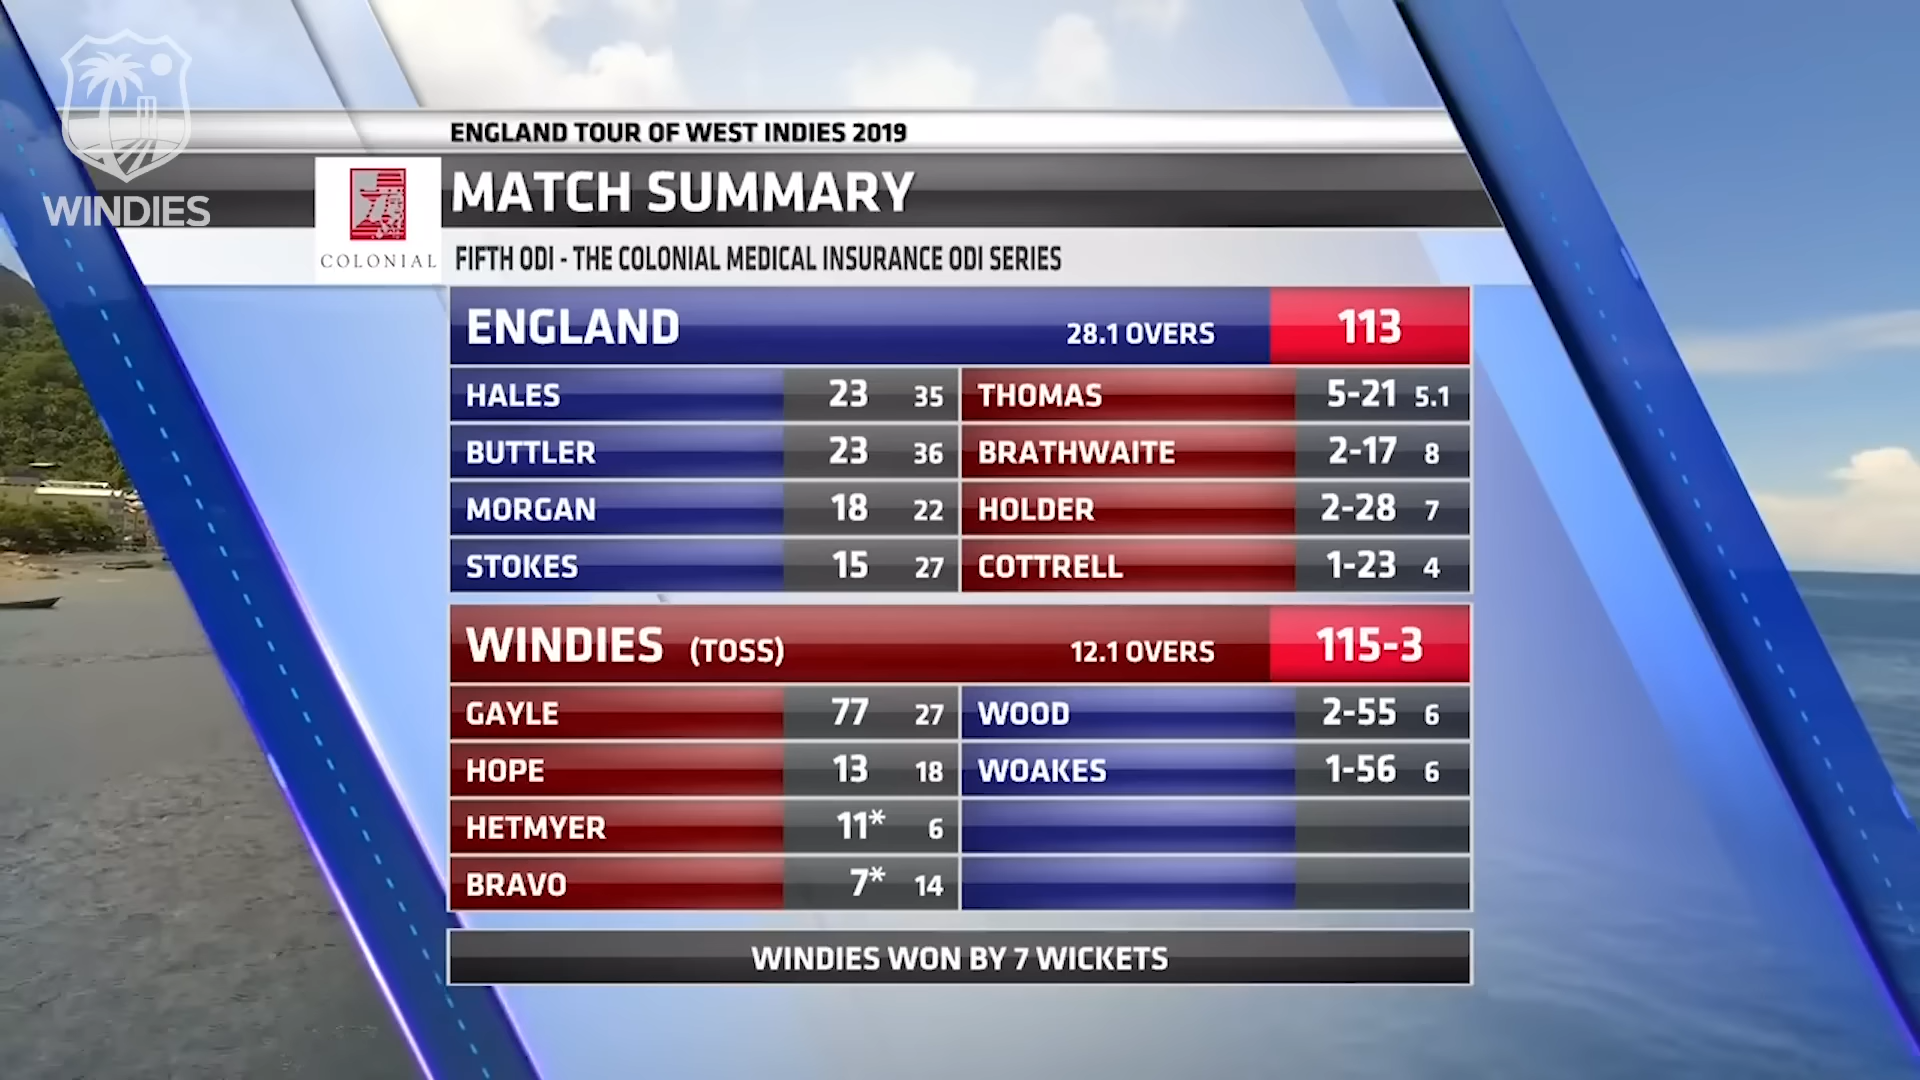 WINDIES
ENGLAND TOUR OF WEST INDIES 2019
MATCH SUMMARY
COLONIAL
FIFTH ODI - THE COLONIAL MEDICAL INSURANCE ODI SERIES
ENGLAND 28.1 OVERS 113
HALES 23 35 THOMAS 5-21 5.1
BUTTLER 23 36 BRATHWAITE 2-17 8
MORGAN 18 22 HOLDER 2-28 7
STOKES 15 27 COTTRELL 1-23 4
WINDIES (TOSS) 12.1 OVERS 115-3
GAYLE 77 27 WOOD 2-55 6
HOPE 13 18 WOAKES 1-56 6
HETMYER 11* 6
BRAVO 7* 14
WINDIES WON BY 7 WICKETS